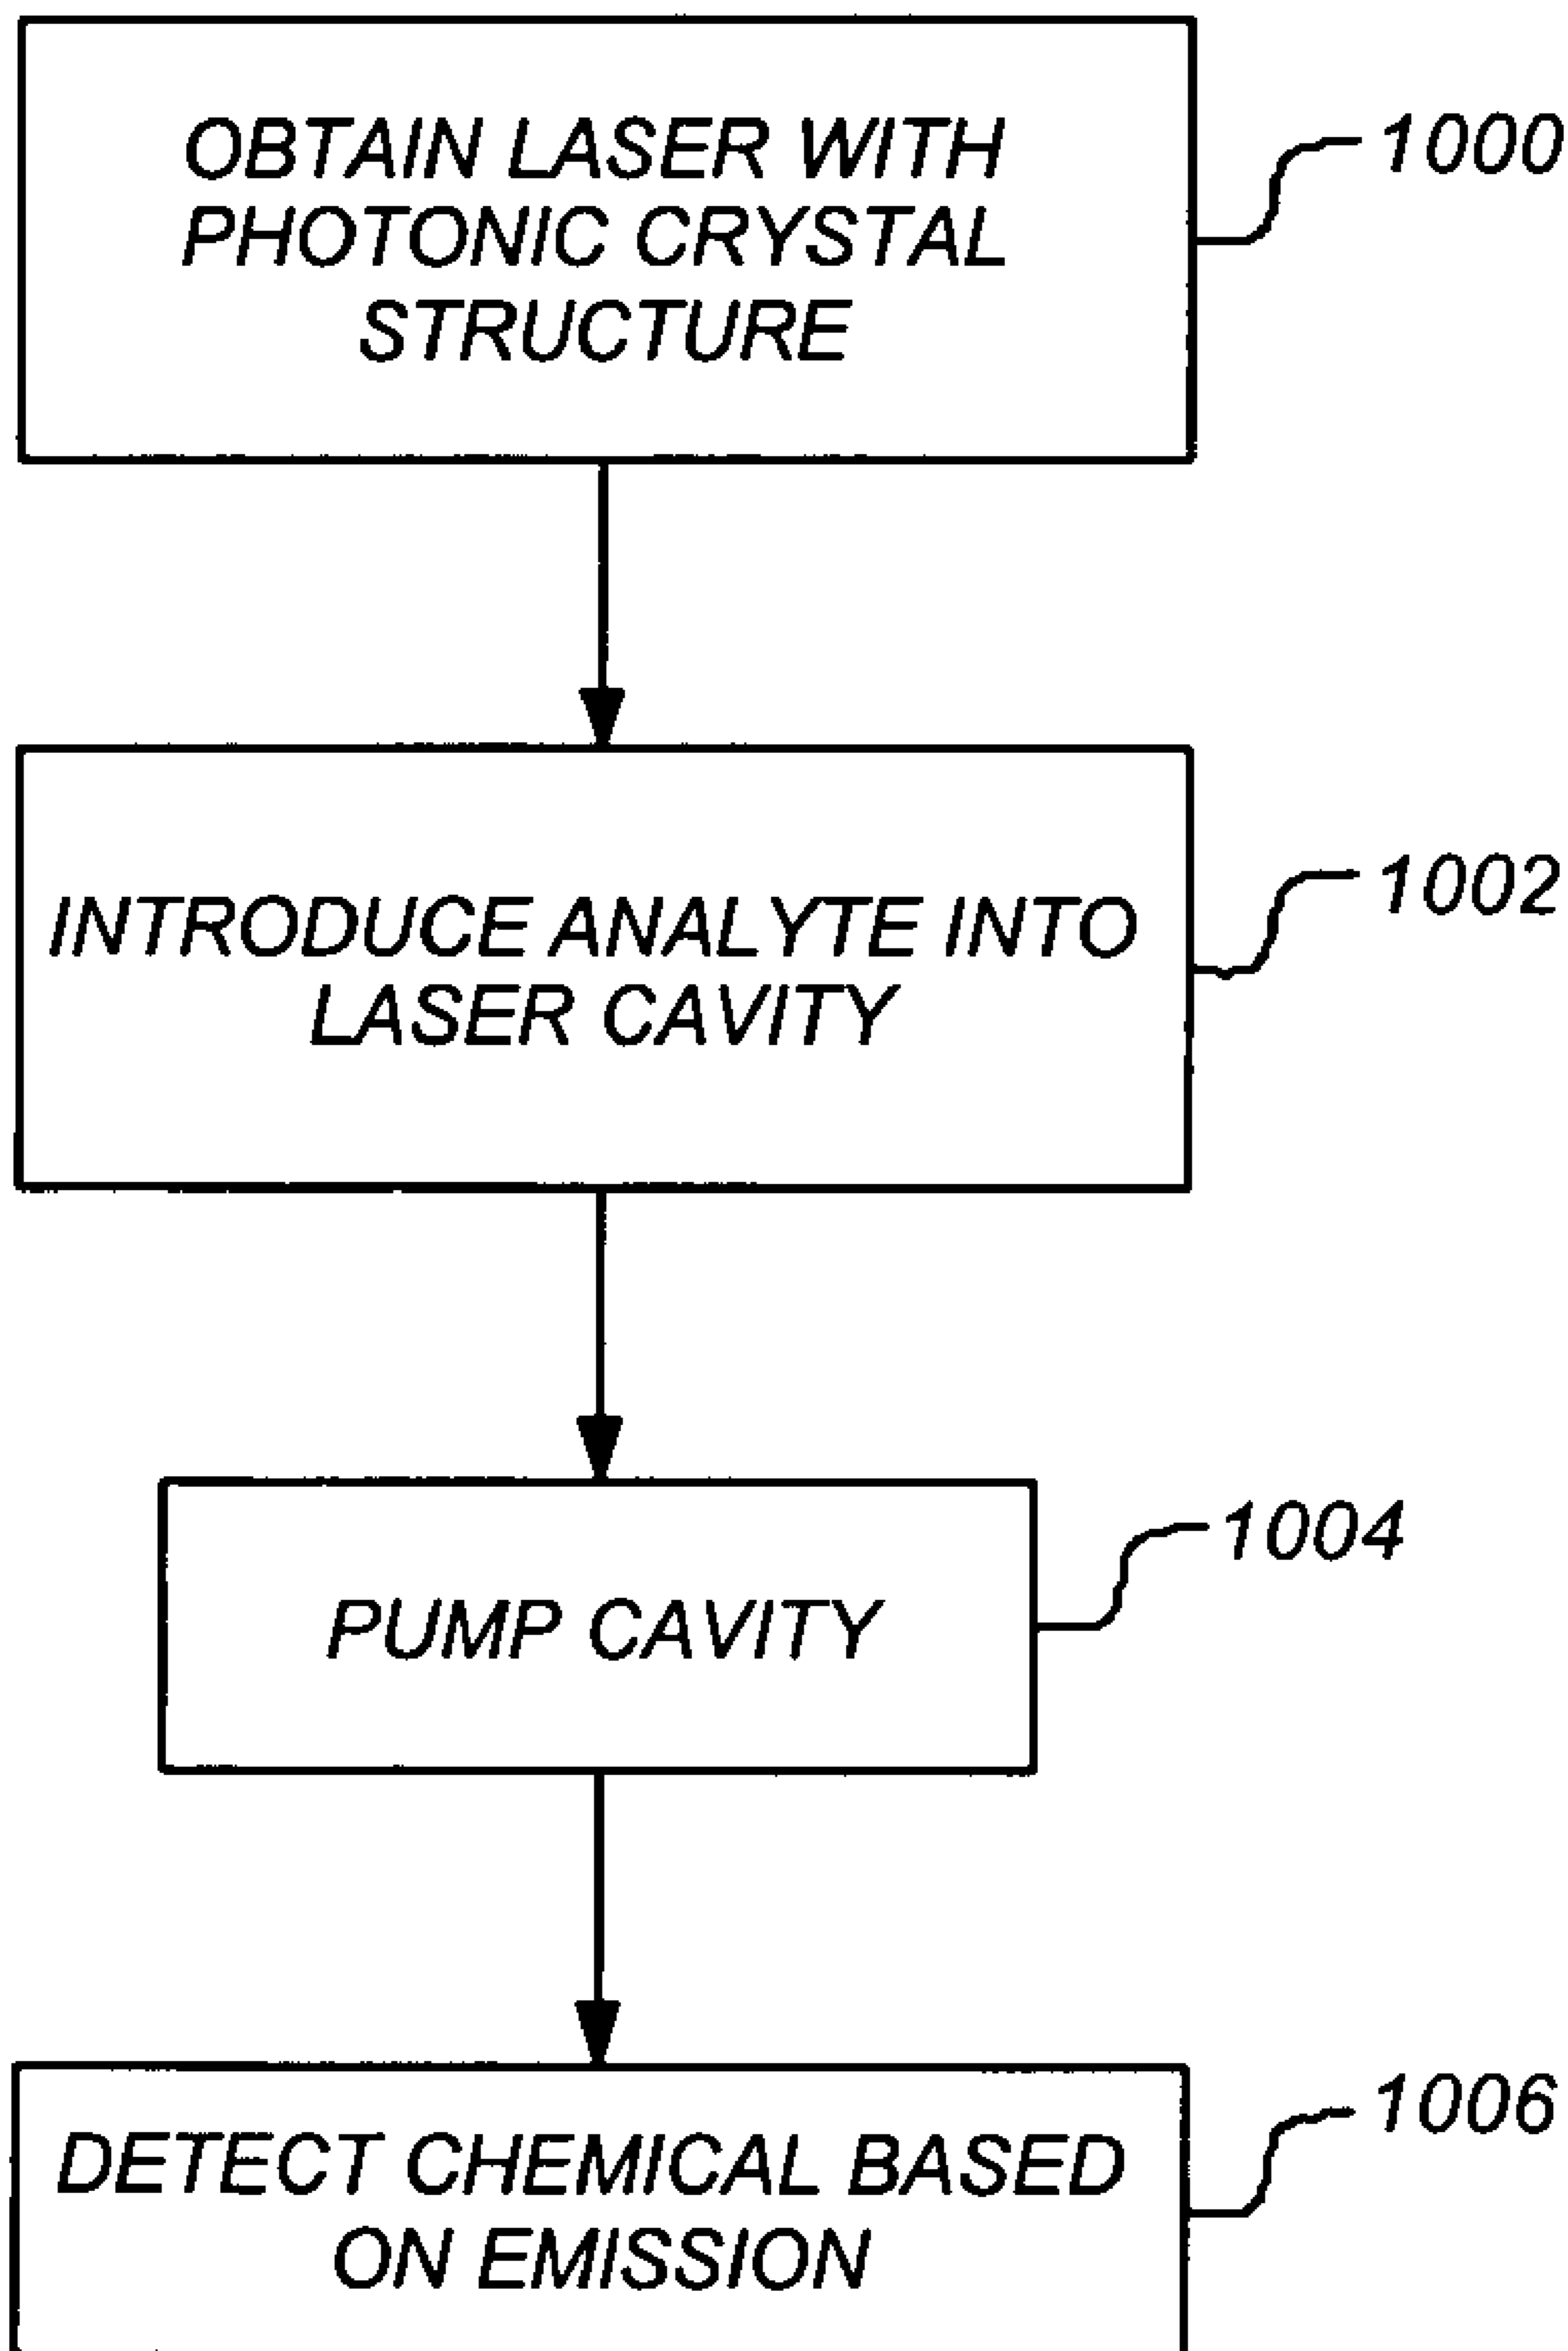 OBTAIN LASER WITH
PHOTONIC CRYSTAL
STRUCTURE
1000
INTRODUCE ANALYTE INTO
LASER CAVITY
1002
PUMP CAVITY
1004
DETECT CHEMICAL BASED
ON EMISSION
1006